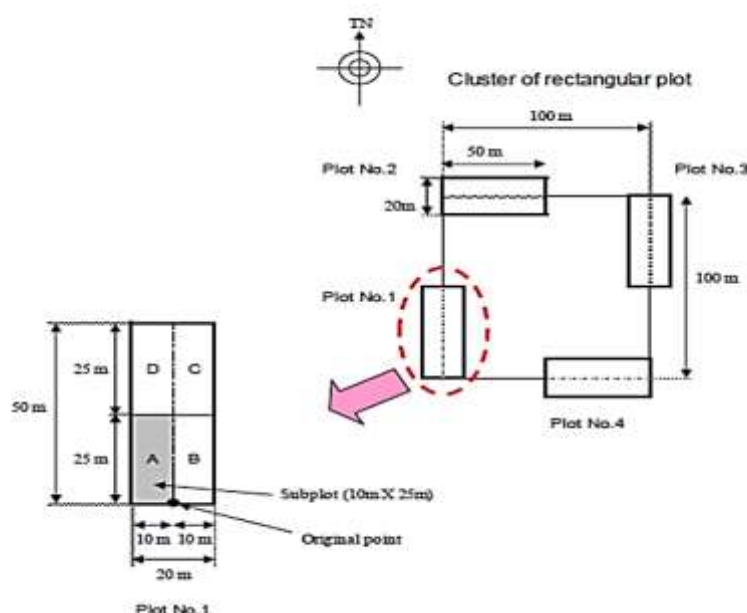 TN
Cluster of rectangular plot
100 m
50 m
Plot No.2
Plot No.3
20m
Plot No.1
100 m
Plot No.4
50 m
25 m
25 m
D
C
A
B
Subplot (10m X 25m)
Original point
10 m
10 m
20 m
Plot No.1